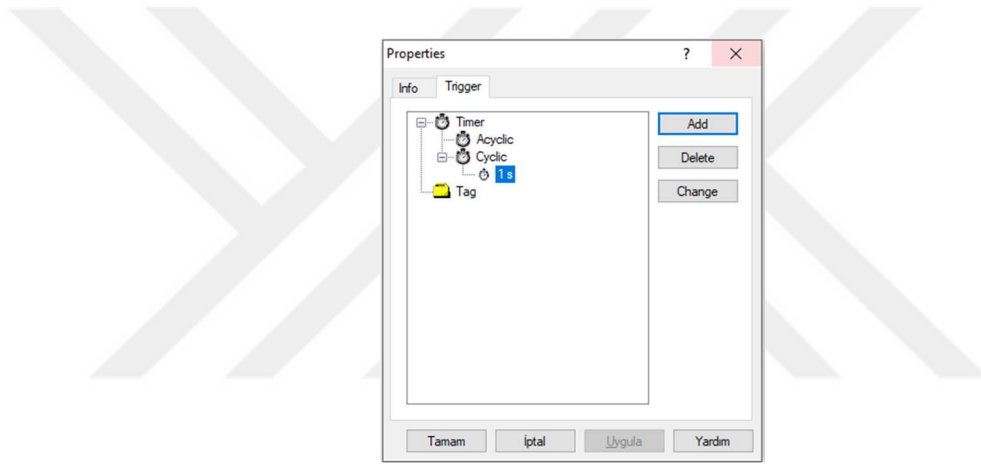 Properties ?
Info Trigger
Timer
Acyclic
Cyclic
1 s
Tag
Add
Delete
Change
Tamam İptal Uygula Yardım